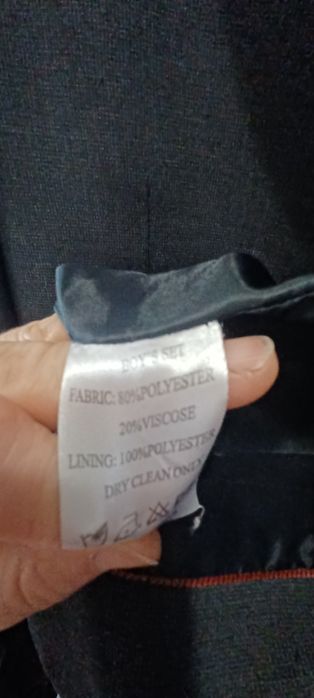 BOY'S SET
FABRIC: 80%POLYESTER
20%VISCOSE
LINING: 100%POLYESTER
DRY CLEAN ONLY